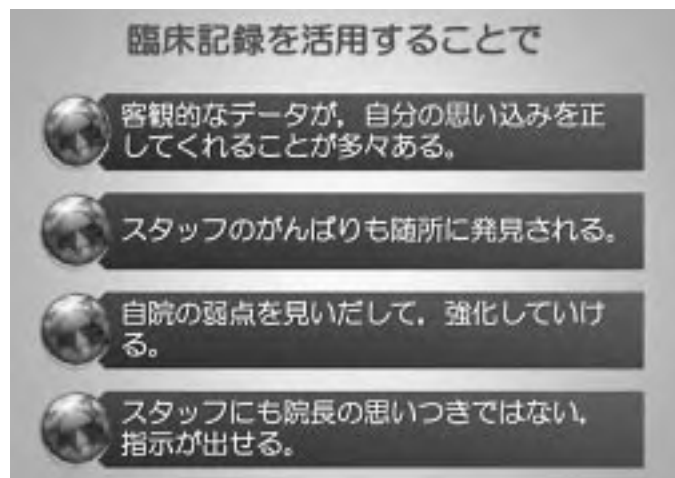 臨床記録を活用することで
客観的なデータが，自分の思い込みを正
してくれることが多々ある。
スタッフのがんばりも随所に発見される。
自院の弱点を見いだして，強化していけ
る。
スタッフにも院長の思いつきではない，
指示が出せる。